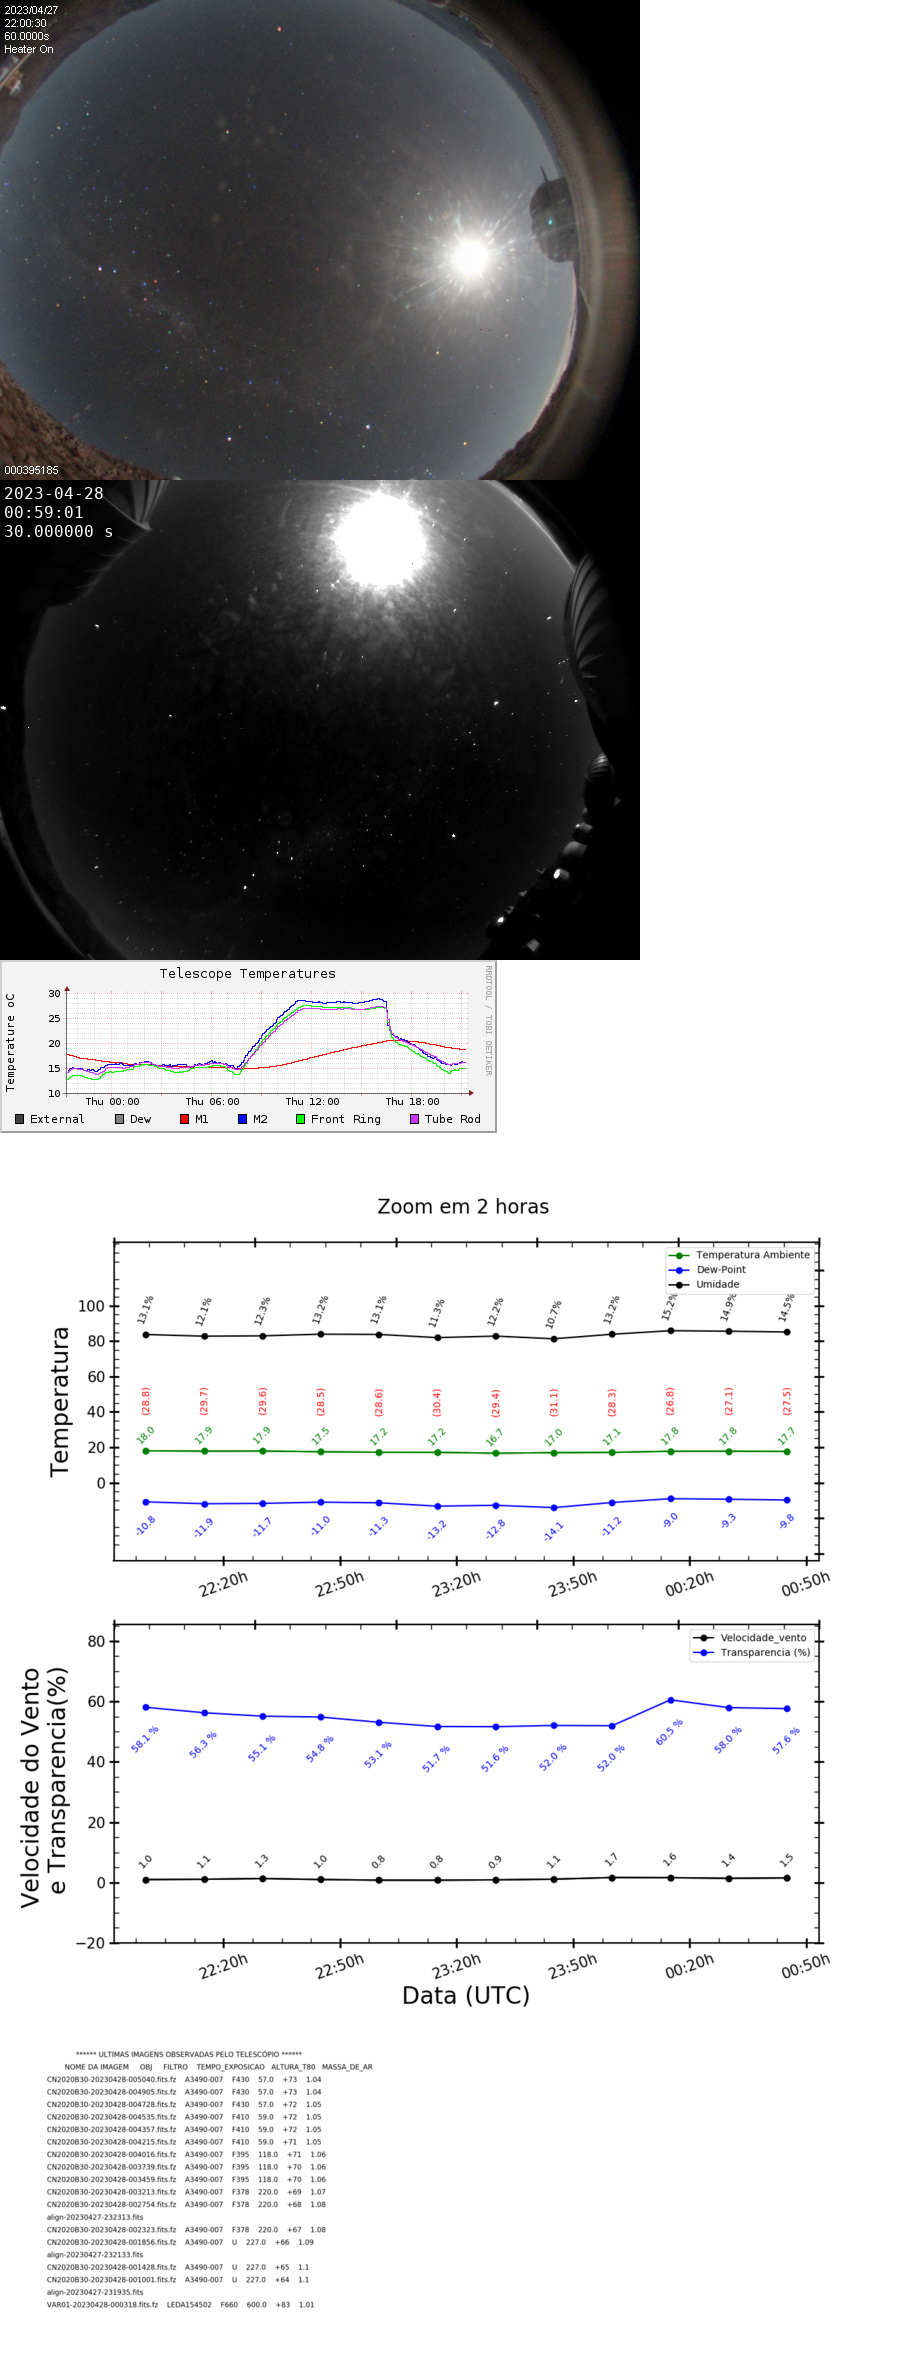 2023/04/27
22:00:30
60.0000s
Heater On
000395185
2023-04-28
00:59:01
30.000000 s
Telescope Temperatures
Temperature oC
RRDTOOL / TOBI OETIKER
30
25
20
15
10
Thu 00:00 Thu 06:00 Thu 12:00 Thu 18:00
External Dew M1 M2 Front Ring Tube Rod
Zoom em 2 horas
Temperatura
Temperatura Ambiente
Dew-Point
Umidade
100
80
60
40
20
0
13.1% 12.1% 12.3% 13.2% 13.1% 11.3% 12.2% 10.7% 13.2% 15.2% 14.9% 14.5%
(28.8) (29.7) (29.6) (28.5) (28.6) (30.4) (29.4) (31.1) (28.3) (26.8) (27.1) (27.5)
18.0 17.9 17.9 17.5 17.2 17.2 16.7 17.0 17.1 17.8 17.8 17.7
-10.8 -11.9 -11.7 -11.0 -11.3 -13.2 -12.8 -14.1 -11.2 -9.0 -9.3 -9.8
22:20h 22:50h 23:20h 23:50h 00:20h 00:50h
Velocidade do Vento
e Transparencia(%)
Velocidade_vento
Transparencia (%)
80
60
40
20
0
−20
58.1 % 56.3 % 55.1 % 54.8 % 53.1 % 51.7 % 51.6 % 52.0 % 52.0 % 60.5 % 58.0 % 57.6 %
1.0 1.1 1.3 1.0 0.8 0.8 0.9 1.1 1.7 1.6 1.4 1.5
22:20h 22:50h 23:20h 23:50h 00:20h 00:50h
Data (UTC)
****** ULTIMAS IMAGENS OBSERVADAS PELO TELESCÓPIO ******
NOME DA IMAGEM OBJ FILTRO TEMPO_EXPOSICAO ALTURA_T80 MASSA_DE_AR
CN2020B30-20230428-005040.fits.fz A3490-007 F430 57.0 +73 1.04
CN2020B30-20230428-004905.fits.fz A3490-007 F430 57.0 +73 1.04
CN2020B30-20230428-004728.fits.fz A3490-007 F430 57.0 +72 1.05
CN2020B30-20230428-004535.fits.fz A3490-007 F410 59.0 +72 1.05
CN2020B30-20230428-004357.fits.fz A3490-007 F410 59.0 +72 1.05
CN2020B30-20230428-004215.fits.fz A3490-007 F410 59.0 +71 1.05
CN2020B30-20230428-004016.fits.fz A3490-007 F395 118.0 +71 1.06
CN2020B30-20230428-003739.fits.fz A3490-007 F395 118.0 +70 1.06
CN2020B30-20230428-003459.fits.fz A3490-007 F395 118.0 +70 1.06
CN2020B30-20230428-003213.fits.fz A3490-007 F378 220.0 +69 1.07
CN2020B30-20230428-002754.fits.fz A3490-007 F378 220.0 +68 1.08
align-20230427-232313.fits
CN2020B30-20230428-002323.fits.fz A3490-007 F378 220.0 +67 1.08
CN2020B30-20230428-001856.fits.fz A3490-007 U 227.0 +66 1.09
align-20230427-232133.fits
CN2020B30-20230428-001428.fits.fz A3490-007 U 227.0 +65 1.1
CN2020B30-20230428-001001.fits.fz A3490-007 U 227.0 +64 1.1
align-20230427-231935.fits
VAR01-20230428-000318.fits.fz LEDA154502 F660 600.0 +83 1.01